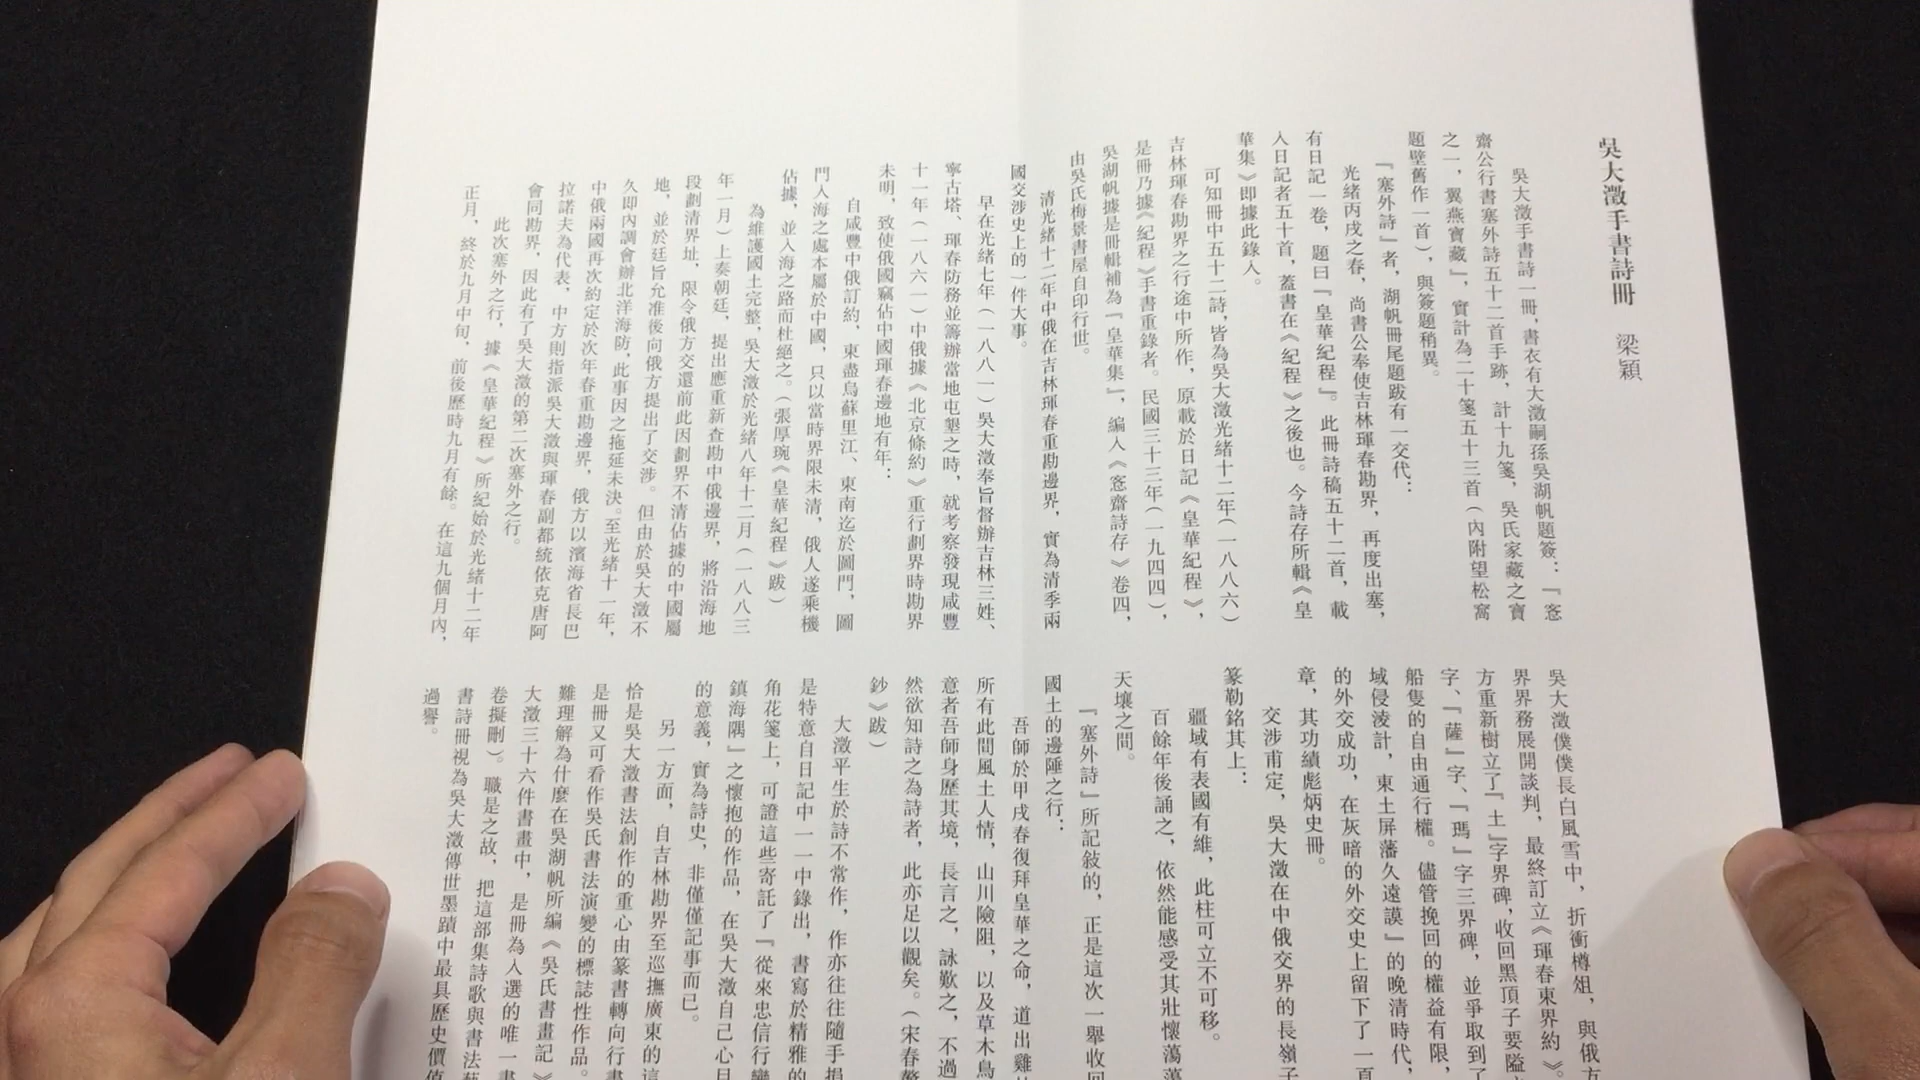 吳大澂手書詩冊　梁穎
吳大澂手書詩一冊，書衣有大澂嗣孫吳湖帆題簽：『愙
齋公行書塞外詩五十二首手跡，計十九箋，吳氏家藏之寶
之一，翼燕寶藏』，實計為二十箋五十三首（內附望松窩
題壁舊作一首），與簽題稍異。
『塞外詩』者，湖帆冊尾題跋有一交代：
光緒丙戌之春，尚書公奉使吉林琿春勘界，再度出塞，
有日記一卷，題曰『皇華紀程』。此冊詩稿五十二首，載
入日記者五十首，蓋書在《紀程》之後也。今詩存所輯《皇
華集》即據此錄入。
可知冊中五十二詩，皆為吳大澂光緒十二年（一八八六）
吉林琿春勘界之行途中所作，原載於日記《皇華紀程》，
是冊乃據《紀程》手書重錄者。民國三十三年（一九四四），
吳湖帆據是冊輯補為『皇華集』，編入《愙齋詩存》卷四，
由吳氏梅景書屋自印行世。
清光緒十二年中俄在吉林琿春重勘邊界，實為清季兩
國交涉史上的一件大事。
早在光緒七年（一八八一）吳大澂奉旨督辦吉林三姓、
寧古塔、琿春防務並籌辦當地屯墾之時，就考察發現咸豐
十一年（一八六一）中俄據《北京條約》重行劃界時勘界
未明，致使俄國竊佔中國琿春邊地有年：
自咸豐中俄訂約，東盡烏蘇里江、東南迄於圖門，圖
門入海之處本屬於中國，只以當時界限未清，俄人遂乘機
佔據，並入海之路而杜絕之。（張厚琬《皇華紀程》跋）
為維護國土完整，吳大澂於光緒八年十二月（一八八三
年一月）上奏朝廷，提出應重新查勘中俄邊界，將沿海地
段劃清界址，限令俄方交還前此因劃界不清佔據的中國屬
地，並於廷旨允准後向俄方提出了交涉。但由於吳大澂不
久即內調會辦北洋海防，此事因之拖延未決。至光緒十一年，
中俄兩國再次約定於次年春重勘邊界，俄方以濱海省長巴
拉諾夫為代表，中方則指派吳大澂與琿春副都統依克唐阿
會同勘界，因此有了吳大澂的第二次塞外之行。
此次塞外之行，據《皇華紀程》所紀始於光緒十二年
正月，終於九月中旬，前後歷時九月有餘。在這九個月內，
吳大澂僕僕長白風雪中，折衝樽俎，與俄方
界界務展開談判，最終訂立《琿春東界約》。
方重新樹立了『土』字界碑，收回黑頂子要隘
字、『薩』字、『瑪』字三界碑，並爭取到了
船隻的自由通行權。儘管挽回的權益有限，
域侵淩計，東土屏藩久遠謨』的晚清時代，
的外交成功，在灰暗的外交史上留下了一頁
章，其功績彪炳史冊。
交涉甫定，吳大澂在中俄交界的長嶺子
篆勒銘其上：
疆域有表國有維，此柱可立不可移。
百餘年後誦之，依然能感受其壯懷蕩蕩
天壤之間。
『塞外詩』所記敍的，正是這次一舉收回
國土的邊陲之行：
吾師於甲戌春復拜皇華之命，道出雞林
所有此間風土人情，山川險阻，以及草木鳥
意者吾師身歷其境，長言之，詠歎之，不過
然欲知詩之為詩者，此亦足以觀矣。（宋春鰲
鈔》跋）
大澂平生於詩不常作，作亦往往隨手捐
是特意自日記中一一中錄出，書寫於精雅的
角花箋上，可證這些寄託了『從來忠信行蠻
鎮海隅』之懷抱的作品，在吳大澂自己心目
的意義，實為詩史，非僅僅記事而已。
另一方面，自吉林勘界至巡撫廣東的這
恰是吳大澂書法創作的重心由篆書轉向行書
是冊又可看作吳氏書法演變的標誌性作品。
難理解為什麼在吳湖帆所編《吳氏書畫記》
大澂三十六件書畫中，是冊為入選的唯一書
卷擬刪）。職是之故，把這部集詩歌與書法藝
書詩冊視為吳大澂傳世墨蹟中最具歷史價值
過譽。